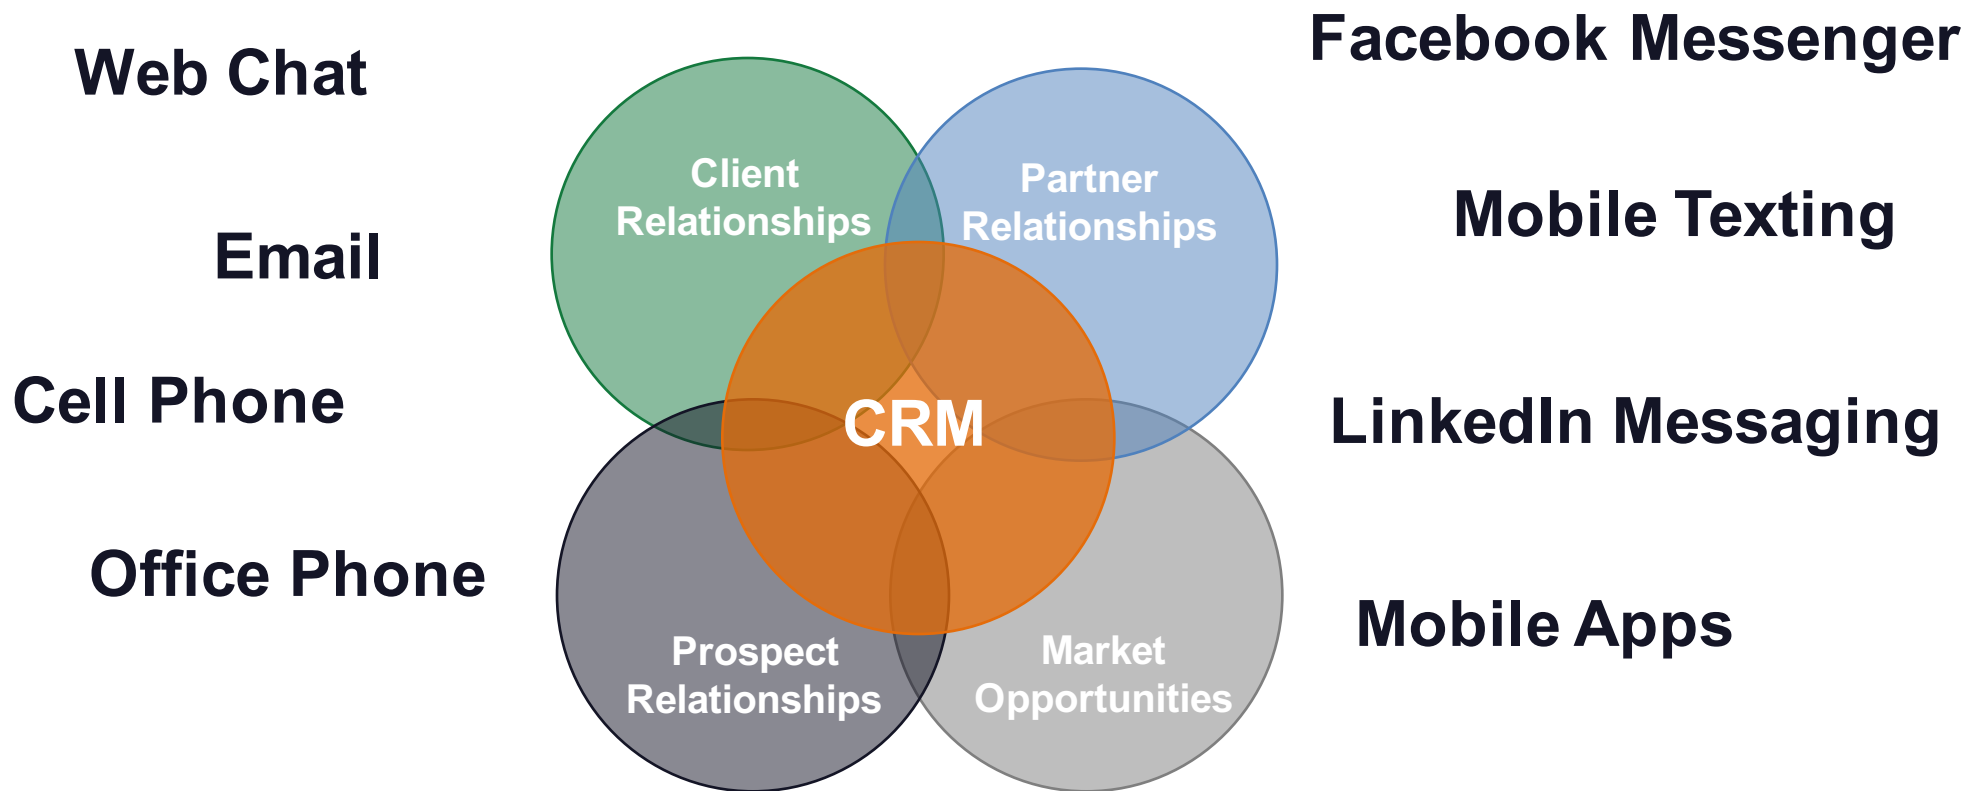 Web Chat
Email
Cell Phone
Office Phone
Client
Relationships
Partner
Relationships
CRM
Prospect
Relationships
Market
Opportunities
Facebook Messenger
Mobile Texting
LinkedIn Messaging
Mobile Apps